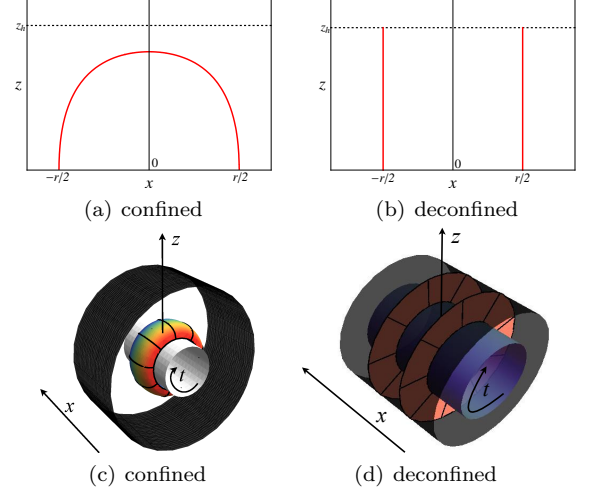 z_h
z
0
−r/2
r/2
x
(a) confined
z_h
z
0
−r/2
r/2
x
(b) deconfined
z
x
t
(c) confined
z
x
t
(d) deconfined